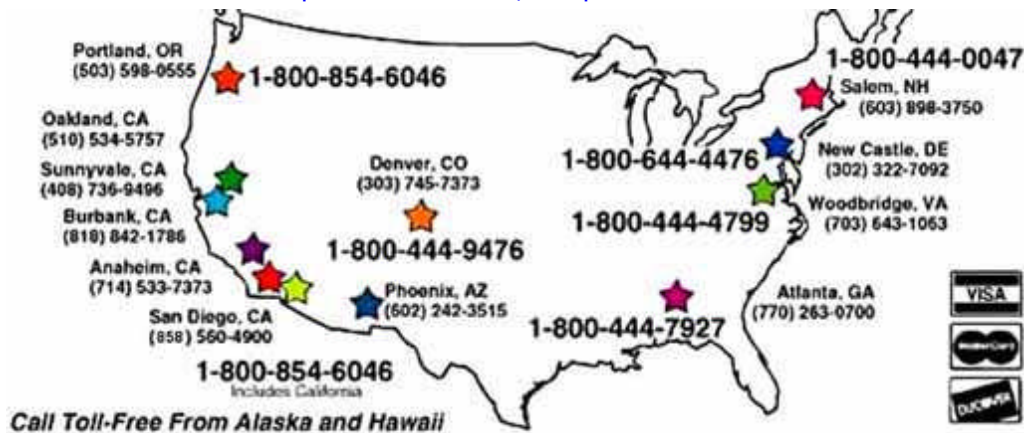 Portland, OR
(503) 598-0555
1-800-854-6046
1-800-444-0047
Salem, NH
(603) 898-3750
Oakland, CA
(510) 534-5757
Sunnyvale, CA
(408) 736-9496
Burbank, CA
(818) 842-1786
Anaheim, CA
(714) 533-7373
San Diego, CA
(858) 560-4900
1-800-854-6046
Includes California
Denver, CO
(303) 745-7373
1-800-444-9476
Phoenix, AZ
(602) 242-3515
1-800-644-4476
New Castle, DE
(302) 322-7092
1-800-444-4799
Woodbridge, VA
(703) 643-1063
Atlanta, GA
(770) 263-0700
1-800-444-7927
VISA
MasterCard
DISCOVER
Call Toll-Free From Alaska and Hawaii